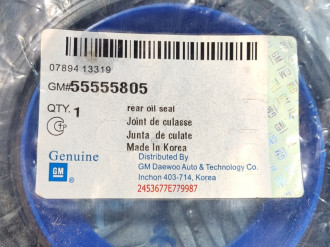 07894 13319
GM#55555805
QTY. 1
rear oil seal
Joint de culasse
Junta de culate
Made In Korea
Genuine
GM
Distributed By
GM Daewoo Auto & Technology Co.
Inchon 403-714, Korea
2453677E779987